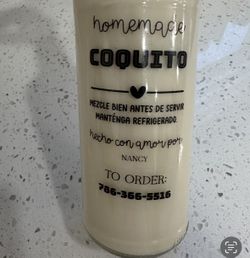 homemade
COQUITO
MEZCLE BIEN ANTES DE SERVIR
MANTÉNGA REFRIGERADO.
hecho con amor por:
NANCY
TO ORDER:
786-366-5516